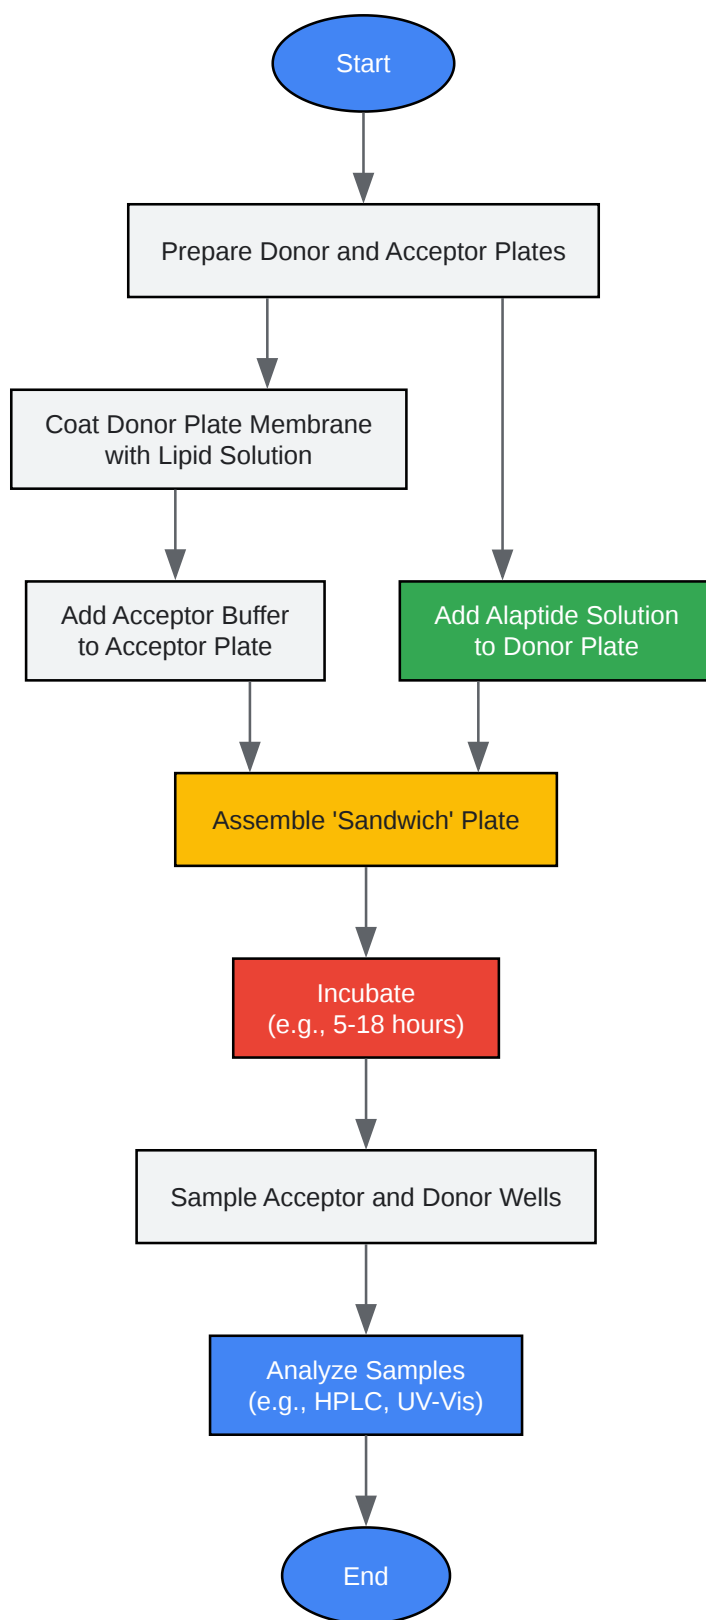 Start
Prepare Donor and Acceptor Plates
Coat Donor Plate Membrane
with Lipid Solution
Add Acceptor Buffer
to Acceptor Plate
Add Alaptide Solution
to Donor Plate
Assemble 'Sandwich' Plate
Incubate
(e.g., 5-18 hours)
Sample Acceptor and Donor Wells
Analyze Samples
(e.g., HPLC, UV-Vis)
End